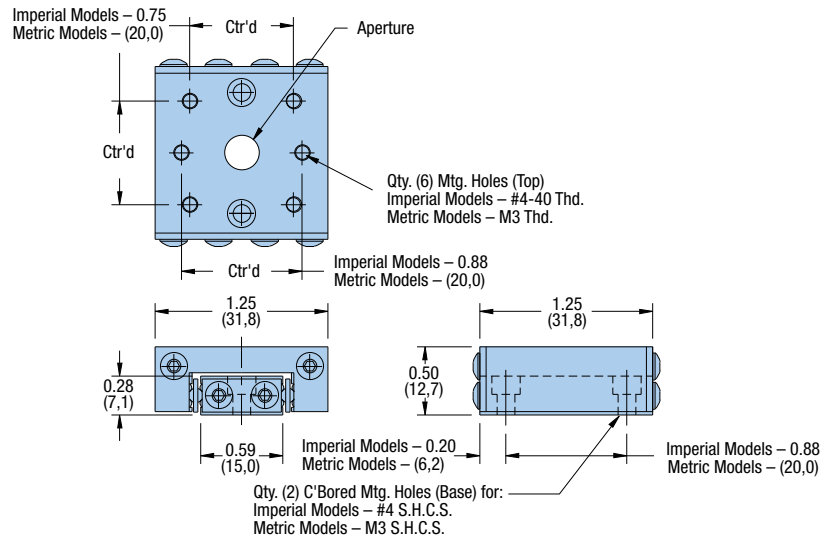 Imperial Models – 0.75
Metric Models – (20,0)
Ctr'd
Aperture
Ctr'd
Qty. (6) Mtg. Holes (Top)
Imperial Models – #4-40 Thd.
Metric Models – M3 Thd.
Ctr'd
Imperial Models – 0.88
Metric Models – (20,0)
1.25
(31,8)
1.25
(31,8)
0.28
(7,1)
0.50
(12,7)
0.59
(15,0)
Imperial Models – 0.20
Metric Models – (6,2)
Imperial Models – 0.88
Metric Models – (20,0)
Qty. (2) C'Bored Mtg. Holes (Base) for:
Imperial Models – #4 S.H.C.S.
Metric Models – M3 S.H.C.S.